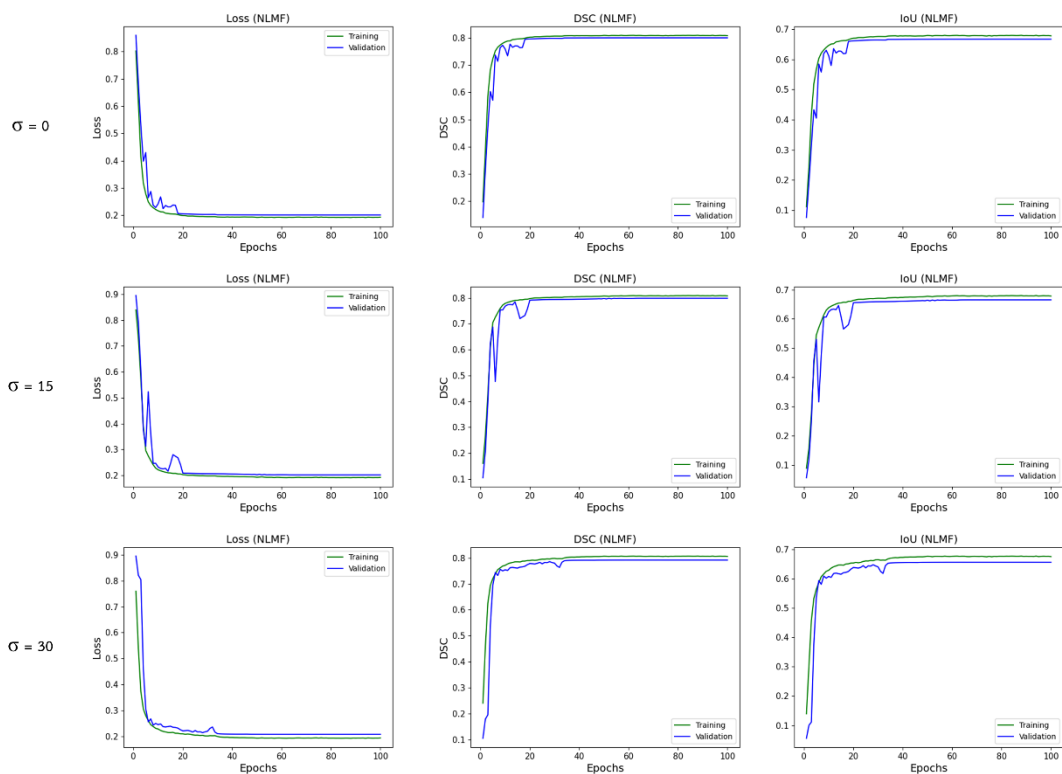 Loss (NLMF)
DSC (NLMF)
IoU (NLMF)
σ = 0
Loss
0.8
0.7
0.6
0.5
0.4
0.3
0.2
0 20 40 60 80 100
Epochs
Training
Validation
DSC
0.8
0.7
0.6
0.5
0.4
0.3
0.2
0 20 40 60 80 100
Epochs
Training
Validation
0.7
0.6
0.5
0.4
0.3
0.2
0.1
0 20 40 60 80 100
Epochs
Training
Validation
Loss (NLMF)
DSC (NLMF)
IoU (NLMF)
σ = 15
Loss
0.9
0.8
0.7
0.6
0.5
0.4
0.3
0.2
0 20 40 60 80 100
Epochs
Training
Validation
DSC
0.8
0.7
0.6
0.5
0.4
0.3
0.2
0.1
0 20 40 60 80 100
Epochs
Training
Validation
0.7
0.6
0.5
0.4
0.3
0.2
0.1
0 20 40 60 80 100
Epochs
Training
Validation
Loss (NLMF)
DSC (NLMF)
IoU (NLMF)
σ = 30
Loss
0.9
0.8
0.7
0.6
0.5
0.4
0.3
0.2
0 20 40 60 80 100
Epochs
Training
Validation
DSC
0.8
0.7
0.6
0.5
0.4
0.3
0.2
0.1
0 20 40 60 80 100
Epochs
Training
Validation
0.7
0.6
0.5
0.4
0.3
0.2
0.1
0 20 40 60 80 100
Epochs
Training
Validation